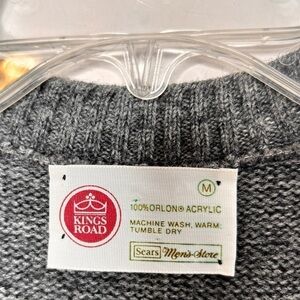 KINGS
ROAD
M
100% ORLON® ACRYLIC
MACHINE WASH, WARM;
TUMBLE DRY
Sears Men's Store